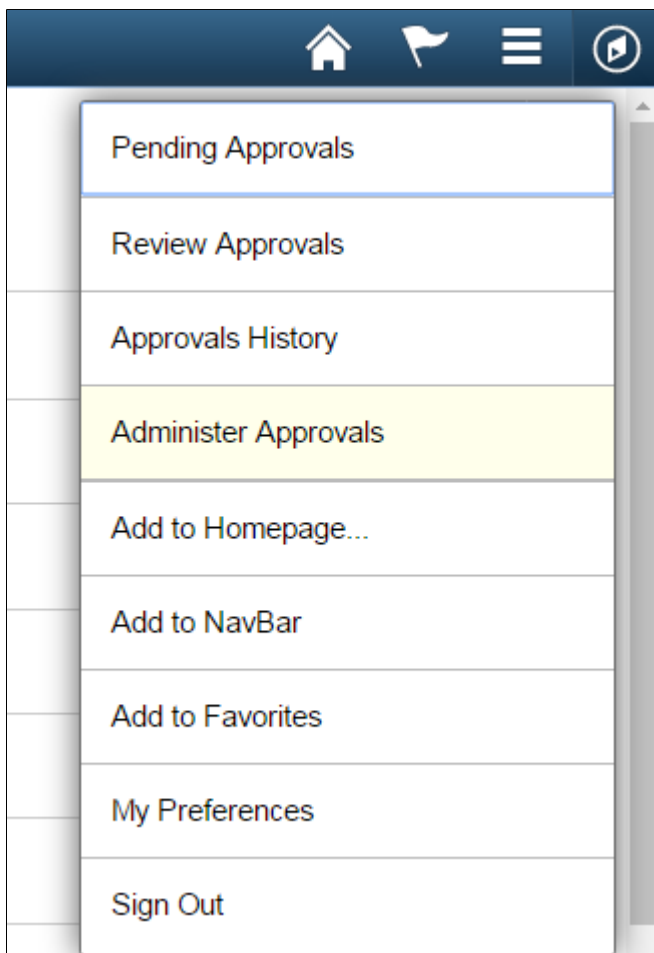 Pending Approvals
Review Approvals
Approvals History
Administer Approvals
Add to Homepage...
Add to NavBar
Add to Favorites
My Preferences
Sign Out